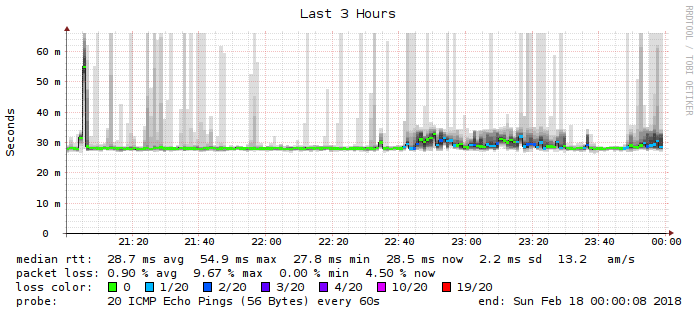 Last 3 Hours
RRDTOOL / TOBI OETIKER
Seconds
60 m
50 m
40 m
30 m
20 m
10 m
0
21:20 21:40 22:00 22:20 22:40 23:00 23:20 23:40 00:00
median rtt: 28.7 ms avg 54.9 ms max 27.8 ms min 28.5 ms now 2.2 ms sd 13.2 am/s
packet loss: 0.90 % avg 9.67 % max 0.00 % min 4.50 % now
loss color: 0 1/20 2/20 3/20 4/20 10/20 19/20
probe: 20 ICMP Echo Pings (56 Bytes) every 60s end: Sun Feb 18 00:00:08 2018